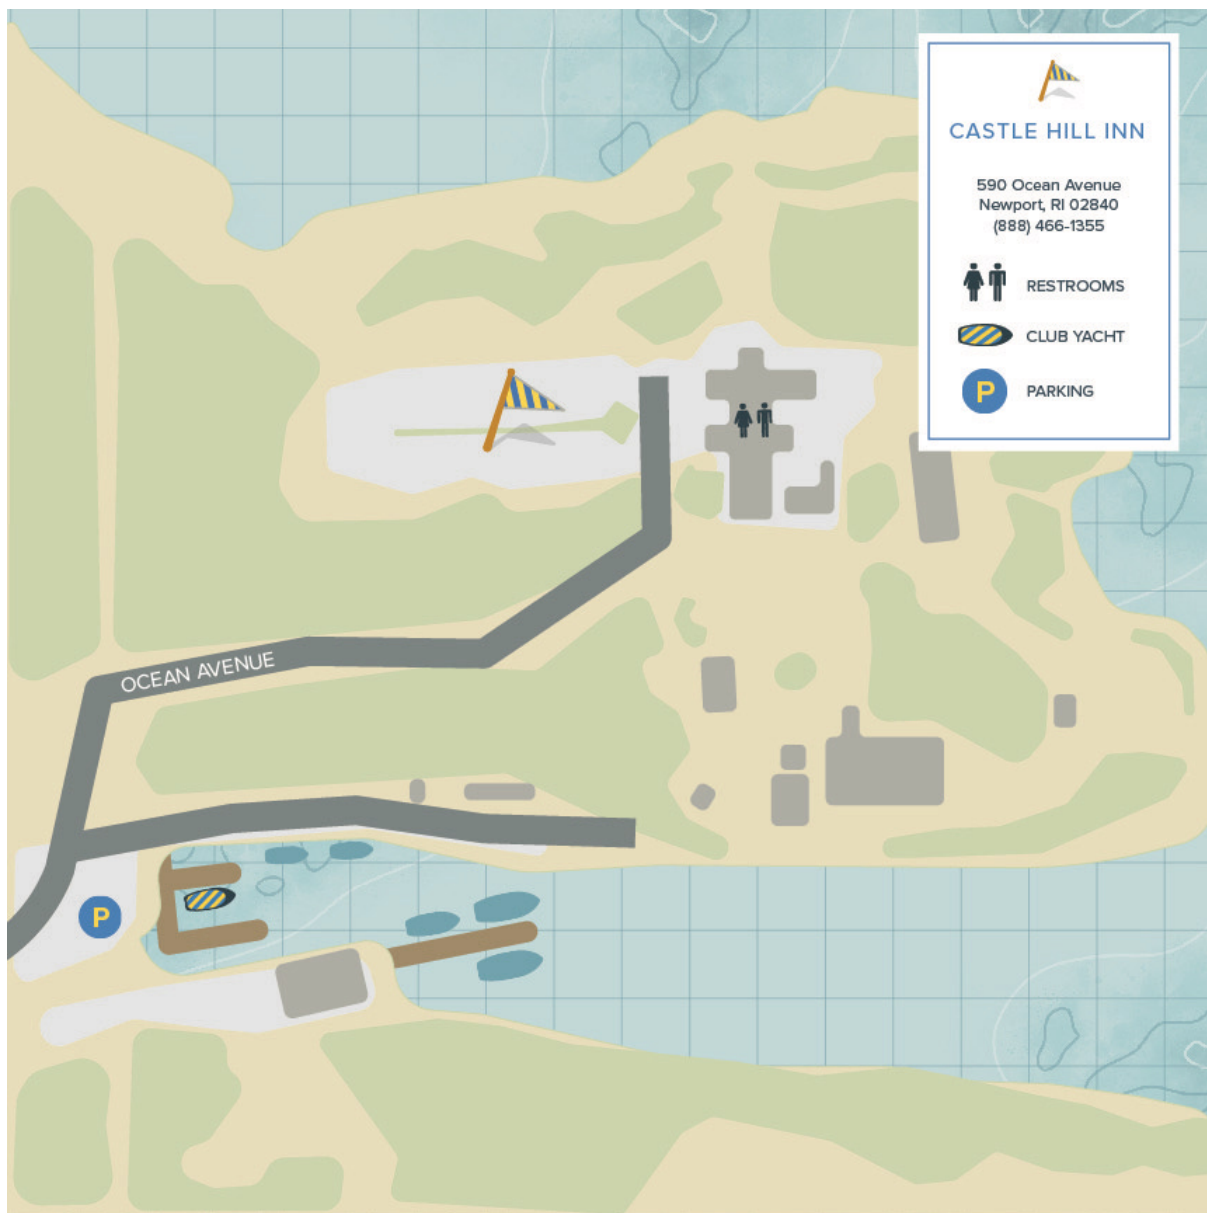 CASTLE HILL INN
590 Ocean Avenue
Newport, RI 02840
(888) 466-1355
RESTROOMS
CLUB YACHT
P PARKING
OCEAN AVENUE
P